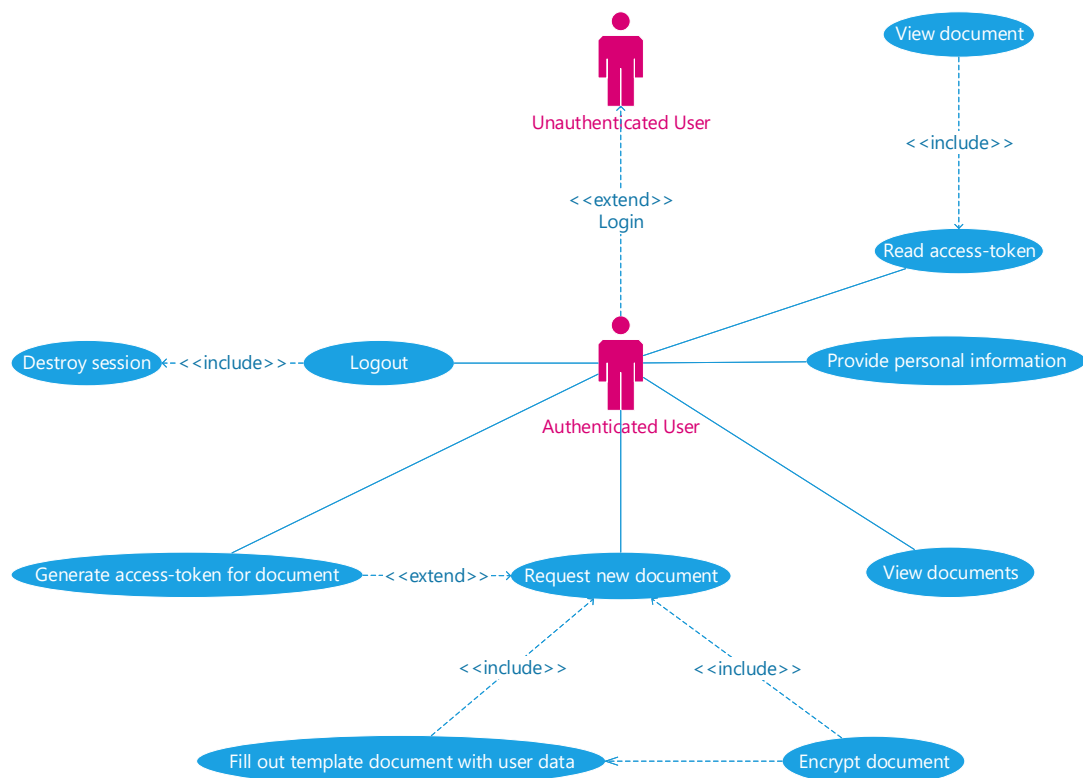 View document
Unauthenticated User
<<include>>
<<extend>>
Login
Read access-token
Destroy session
<<include>>
Logout
Provide personal information
Authenticated User
Generate access-token for document
<<extend>>
Request new document
View documents
<<include>>
<<include>>
Fill out template document with user data
Encrypt document